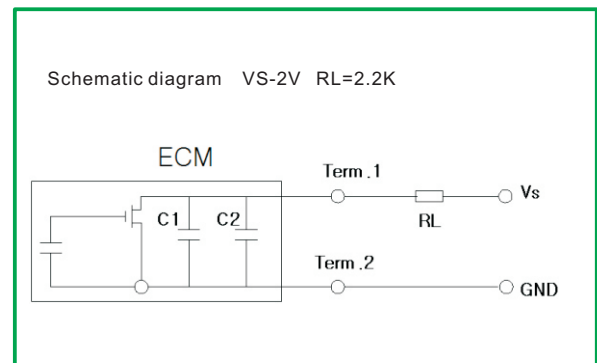 Schematic diagram VS-2V RL=2.2K
ECM
Term.1
Vs
C1 C2
RL
Term.2
GND